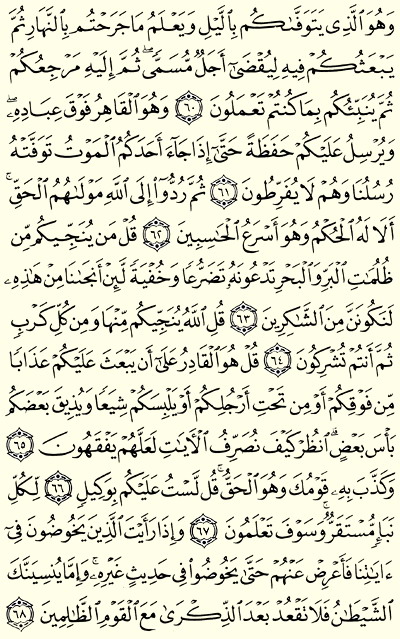 وَهُوَ ٱلَّذِي يَتَوَفَّىٰكُم بِٱلَّيۡلِ وَيَعۡلَمُ مَا جَرَحۡتُم بِٱلنَّهَارِ ثُمَّ
يَبۡعَثُكُمۡ فِيهِ لِيُقۡضَىٰٓ أَجَلٞ مُّسَمّٗىۖ ثُمَّ إِلَيۡهِ مَرۡجِعُكُمۡ
ثُمَّ يُنَبِّئُكُم بِمَا كُنتُمۡ تَعۡمَلُونَ ٦٠ وَهُوَ ٱلۡقَاهِرُ فَوۡقَ عِبَادِهِۦۖ
وَيُرۡسِلُ عَلَيۡكُمۡ حَفَظَةً حَتَّىٰٓ إِذَا جَآءَ أَحَدَكُمُ ٱلۡمَوۡتُ تَوَفَّتۡهُ
رُسُلُنَا وَهُمۡ لَا يُفَرِّطُونَ ٦١ ثُمَّ رُدُّوٓاْ إِلَى ٱللَّهِ مَوۡلَىٰهُمُ ٱلۡحَقِّۚ
أَلَا لَهُ ٱلۡحُكۡمُ وَهُوَ أَسۡرَعُ ٱلۡحَٰسِبِينَ ٦٢ قُلۡ مَن يُنَجِّيكُم مِّن
ظُلُمَٰتِ ٱلۡبَرِّ وَٱلۡبَحۡرِ تَدۡعُونَهُۥ تَضَرُّعٗا وَخُفۡيَةٗ لَّئِنۡ أَنجَىٰنَا مِنۡ هَٰذِهِۦ
لَنَكُونَنَّ مِنَ ٱلشَّٰكِرِينَ ٦٣ قُلِ ٱللَّهُ يُنَجِّيكُم مِّنۡهَا وَمِن كُلِّ كَرۡبٖ
ثُمَّ أَنتُمۡ تُشۡرِكُونَ ٦٤ قُلۡ هُوَ ٱلۡقَادِرُ عَلَىٰٓ أَن يَبۡعَثَ عَلَيۡكُمۡ عَذَابٗا
مِّن فَوۡقِكُمۡ أَوۡ مِن تَحۡتِ أَرۡجُلِكُمۡ أَوۡ يَلۡبِسَكُمۡ شِيَعٗا وَيُذِيقَ بَعۡضَكُم
بَأۡسَ بَعۡضٍۗ ٱنظُرۡ كَيۡفَ نُصَرِّفُ ٱلۡأٓيَٰتِ لَعَلَّهُمۡ يَفۡقَهُونَ ٦٥
وَكَذَّبَ بِهِۦ قَوۡمُكَ وَهُوَ ٱلۡحَقُّۚ قُل لَّسۡتُ عَلَيۡكُم بِوَكِيلٖ ٦٦ لِّكُلِّ
نَبَإٖ مُّسۡتَقَرّٞۚ وَسَوۡفَ تَعۡلَمُونَ ٦٧ وَإِذَا رَأَيۡتَ ٱلَّذِينَ يَخُوضُونَ فِيٓ
ءَايَٰتِنَا فَأَعۡرِضۡ عَنۡهُمۡ حَتَّىٰ يَخُوضُواْ فِي حَدِيثٍ غَيۡرِهِۦۚ وَإِمَّا يُنسِيَنَّكَ
ٱلشَّيۡطَٰنُ فَلَا تَقۡعُدۡ بَعۡدَ ٱلذِّكۡرَىٰ مَعَ ٱلۡقَوۡمِ ٱلظَّٰلِمِينَ ٦٨